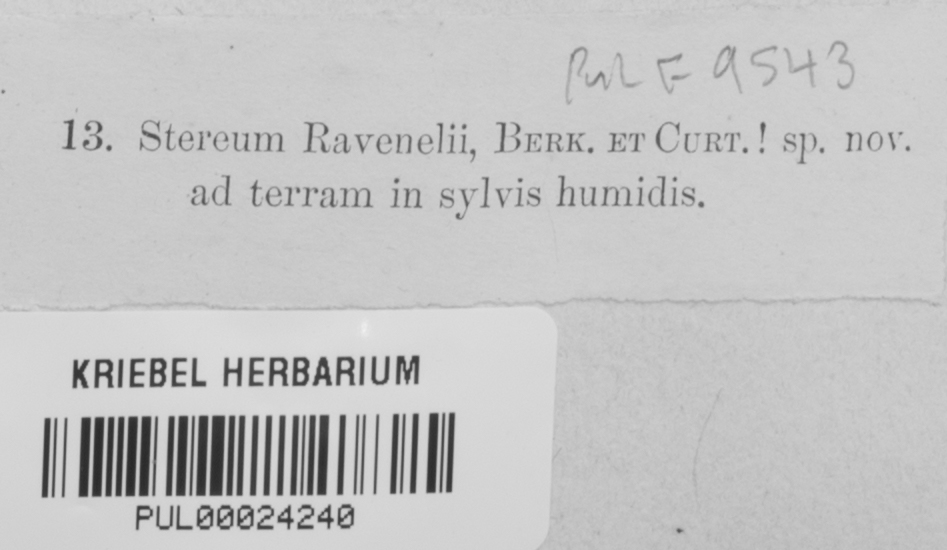 Pul F 9543
13. Stereum Ravenelii, BERK. ET CURT.! sp. nov.
ad terram in sylvis humidis.
KRIEBEL HERBARIUM
PUL00024240